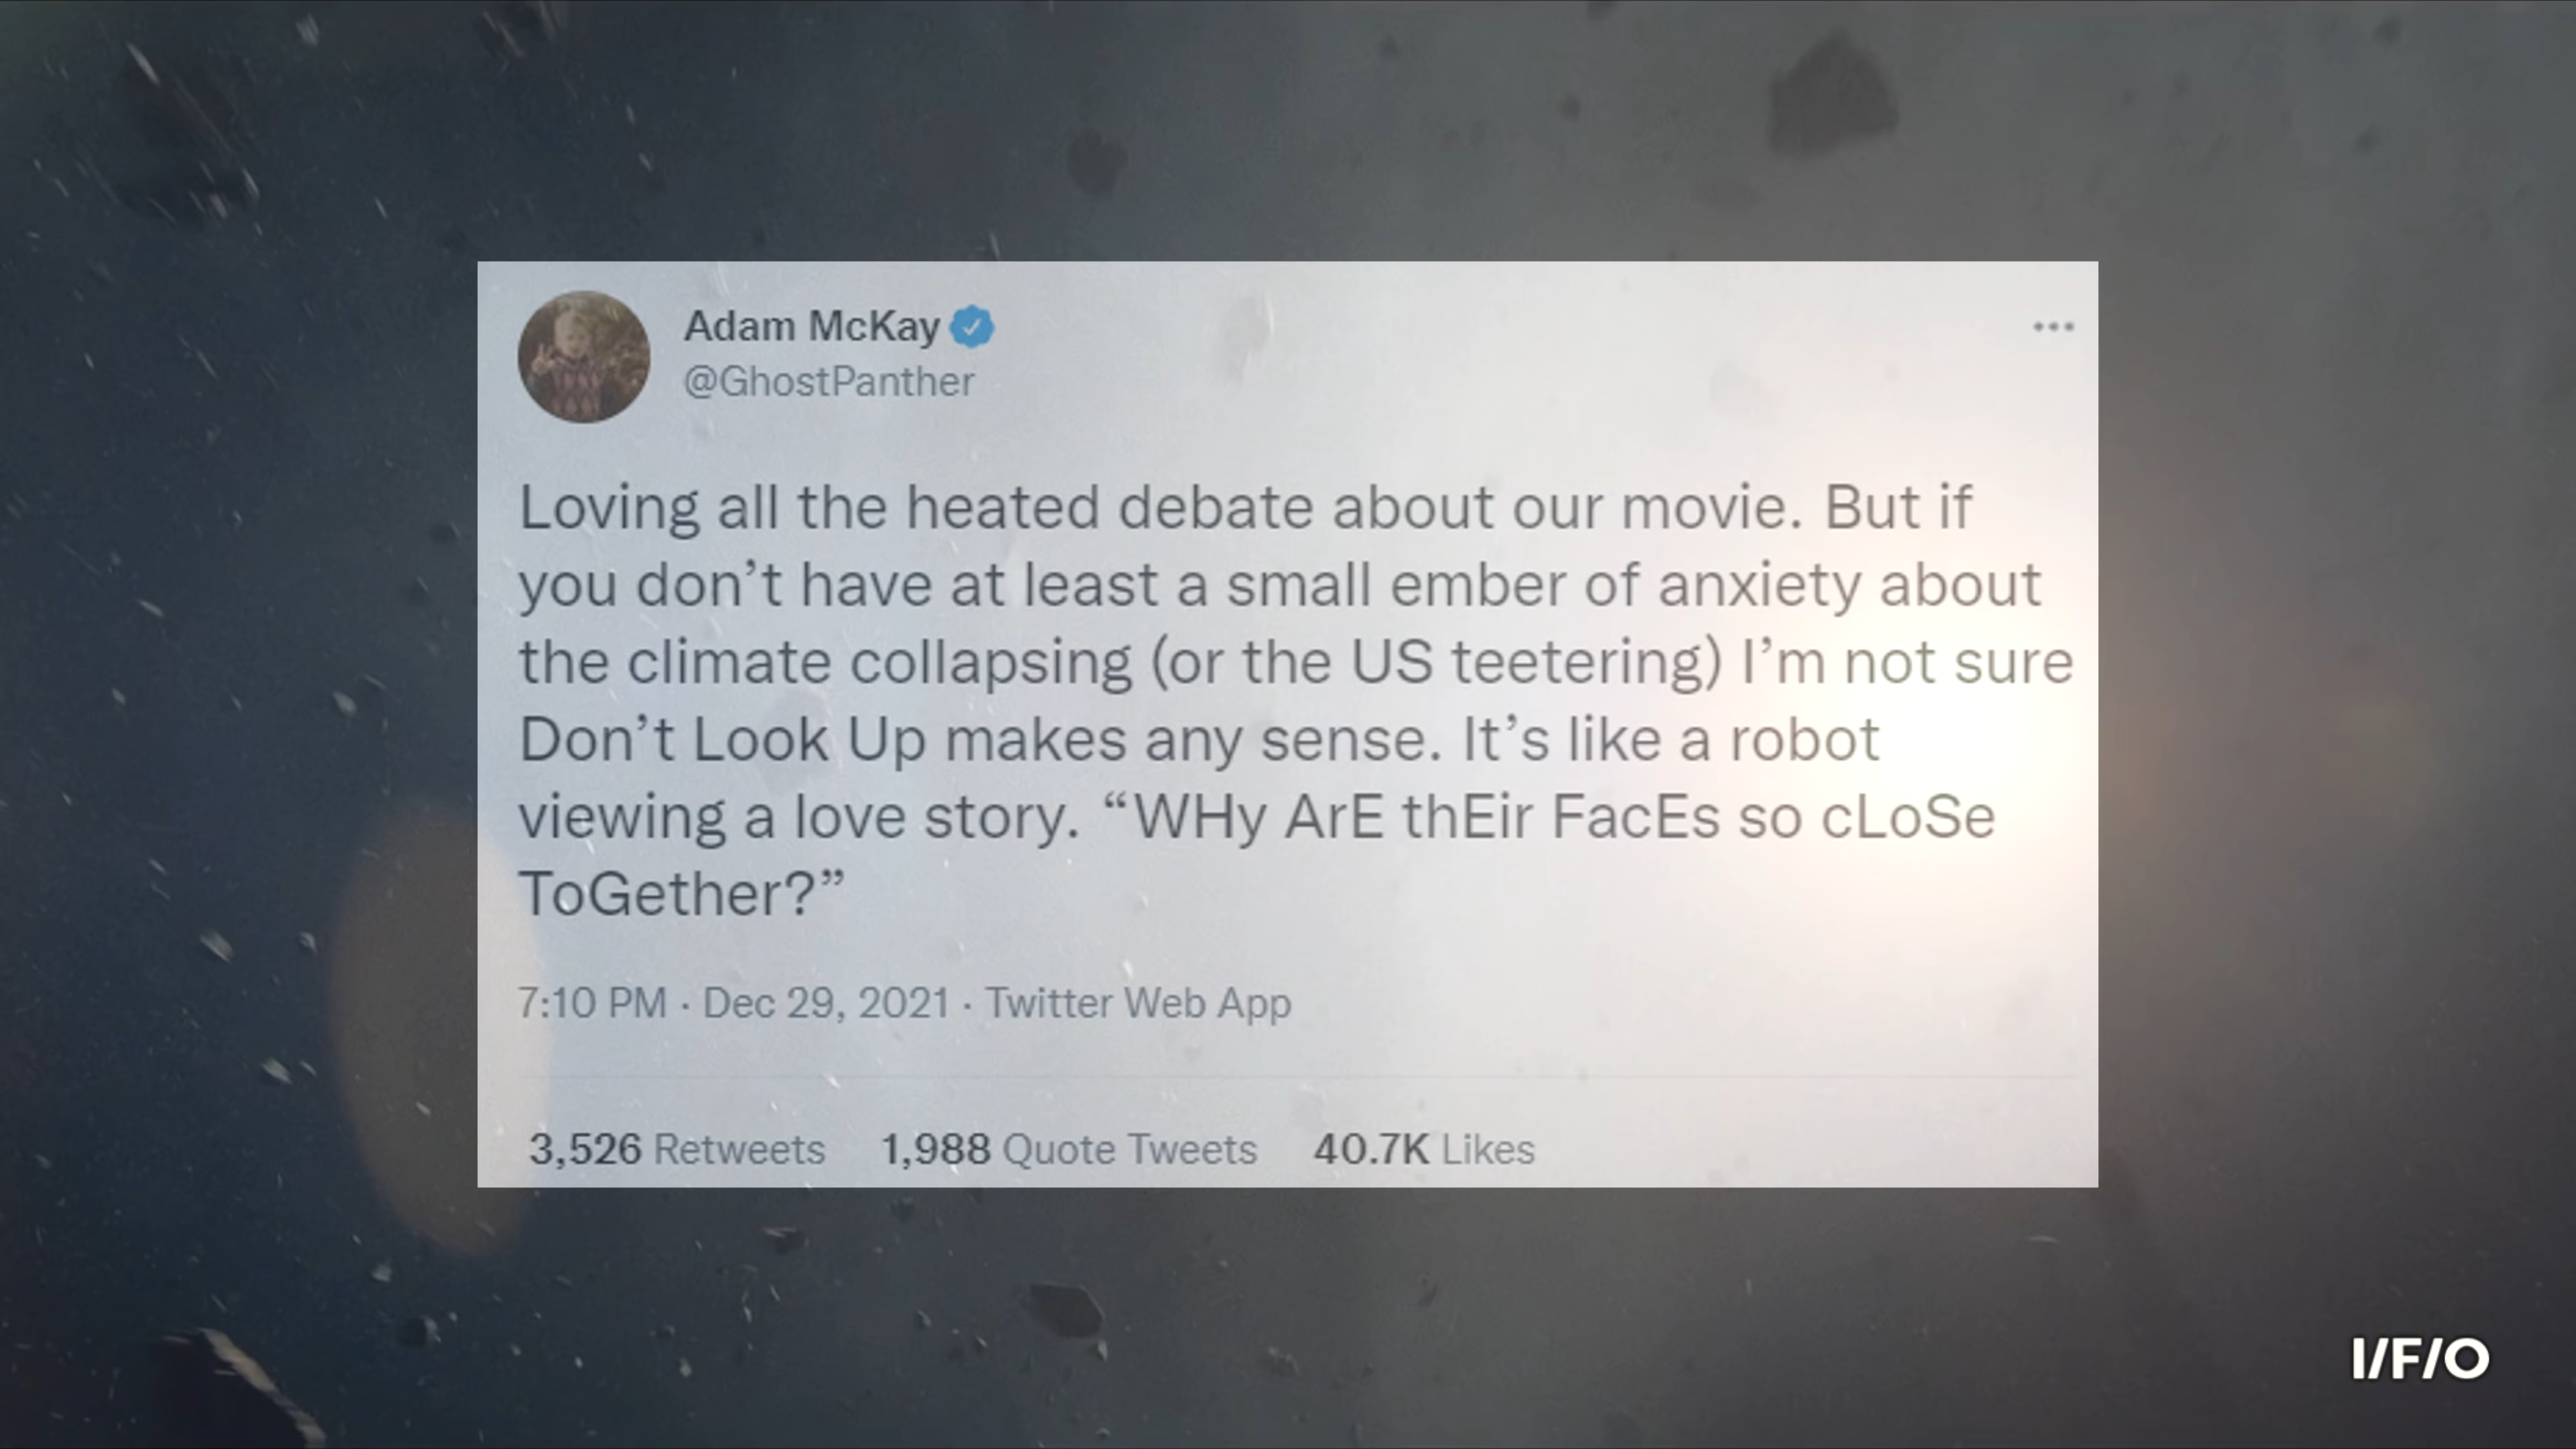 Adam McKay
@GhostPanther
Loving all the heated debate about our movie. But if
you don’t have at least a small ember of anxiety about
the climate collapsing (or the US teetering) I’m not sure
Don’t Look Up makes any sense. It’s like a robot
viewing a love story. “WHy ArE thEir FacEs so cLoSe
ToGether?”
7:10 PM · Dec 29, 2021 · Twitter Web App
3,526 Retweets 1,988 Quote Tweets 40.7K Likes
I/F/O